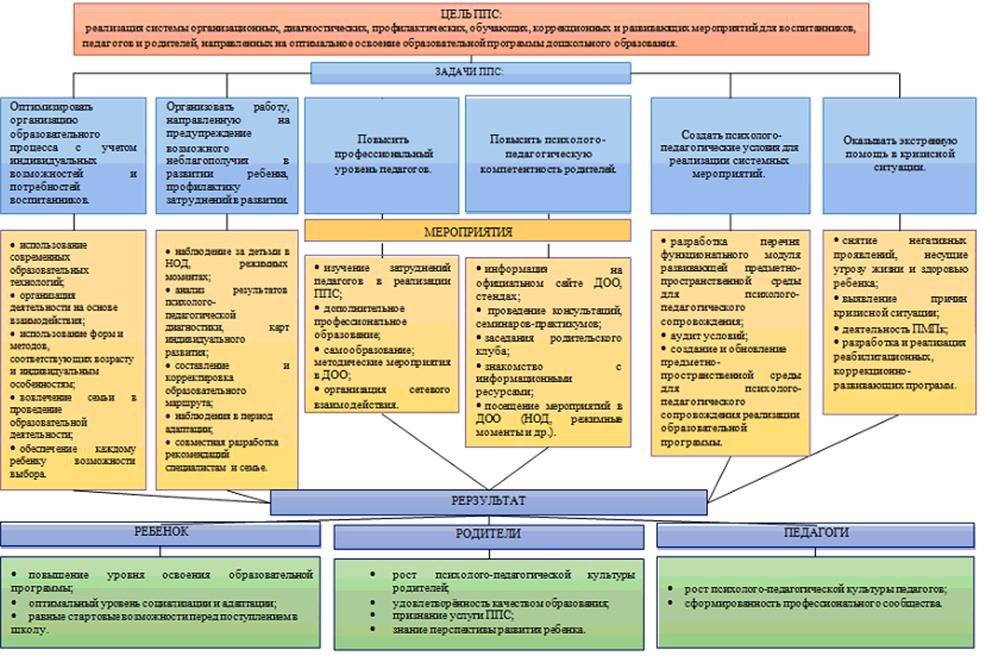 ЦЕЛЬ ППС:
реализация системы организационных, диагностических, профилактических, обучающих, коррекционных и развивающих мероприятий для воспитанников,
педагогов и родителей, направленных на оптимальное освоение образовательной программы дошкольного образования.
ЗАДАЧИ ППС:
Оптимизировать
организацию
образовательного
процесса с учетом
индивидуальных
возможностей и
потребностей
воспитанников.
Организовать работу,
направленную на
предупреждение
возможного
неблагополучия в
развитии ребенка,
профилактику
затруднений в развитии.
Повысить
профессиональный
уровень педагогов.
Повысить психолого-
педагогическую
компетентность родителей.
Создать психолого-
педагогические условия для
реализации системных
мероприятий.
Оказывать экстренную
помощь в кризисной
ситуации.
МЕРОПРИЯТИЯ
• использование
современных
образовательных
технологий;
• организация
деятельности на основе
взаимодействия;
• использование форм и
методов,
соответствующих возрасту
и индивидуальным
особенностям;
• вовлечение семьи в
проведение
образовательной
деятельности;
• обеспечение каждому
ребенку возможности
выбора.
• наблюдение за детьми в
НОД, режимных
моментах;
• анализ результатов
психолого-
педагогической
диагностики, карт
индивидуального
развития;
• составление и
корректировка
образовательного
маршрута;
• наблюдения в период
адаптации;
• совместная разработка
рекомендаций
специалистам и семье.
• изучение затруднений
педагогов в реализации
ППС;
• дополнительное
профессиональное
образование;
• самообразование;
методические мероприятия
в ДОО;
• организация сетевого
взаимодействия.
• информация на
официальном сайте ДОО,
стендах;
• проведение консультаций,
семинаров-практикумов;
• заседания родительского
клуба;
• знакомство с
информационными
ресурсами;
• посещение мероприятий в
ДОО (НОД, режимные
моменты и др.).
• разработка перечня
функционального модуля
развивающей предметно-
пространственной среды
для психолого-
педагогического
сопровождения;
• аудит условий;
• создание и обновление
предметно-
пространственной среды
для психолого-
педагогического
сопровождения реализации
образовательной
программы.
• снятие негативных
проявлений, несущие
угрозу жизни и здоровью
ребенка;
• выявление причин
кризисной ситуации;
• деятельность ПМПк;
• разработка и реализация
реабилитационных,
коррекционно-
развивающих программ.
РЕРЗУЛЬТАТ
РЕБЕНОК
• повышение уровня освоения образовательной
программы;
• оптимальный уровень социализации и адаптации;
• равные стартовые возможности перед поступлением в
школу.
РОДИТЕЛИ
• рост психолого-педагогической культуры
родителей;
• удовлетворённость качеством образования;
• признание услуги ППС;
• знание перспективы развития ребенка.
ПЕДАГОГИ
• рост психолого-педагогической культуры педагогов;
• сформированность профессионального сообщества.